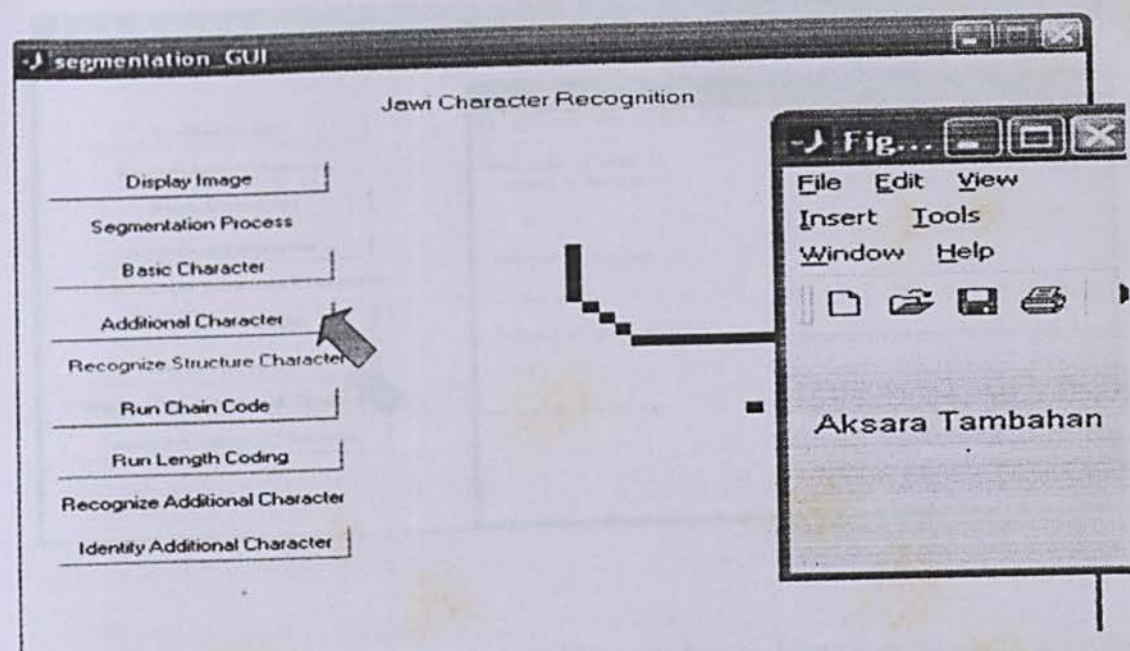 segmentation_GUI
Jawi Character Recognition
Display Image
Segmentation Process
Basic Character
Additional Character
Recognize Structure Character
Run Chain Code
Run Length Coding
Recognize Additional Character
Identity Additional Character
Fig...
File Edit View
Insert Tools
Window Help
Aksara Tambahan